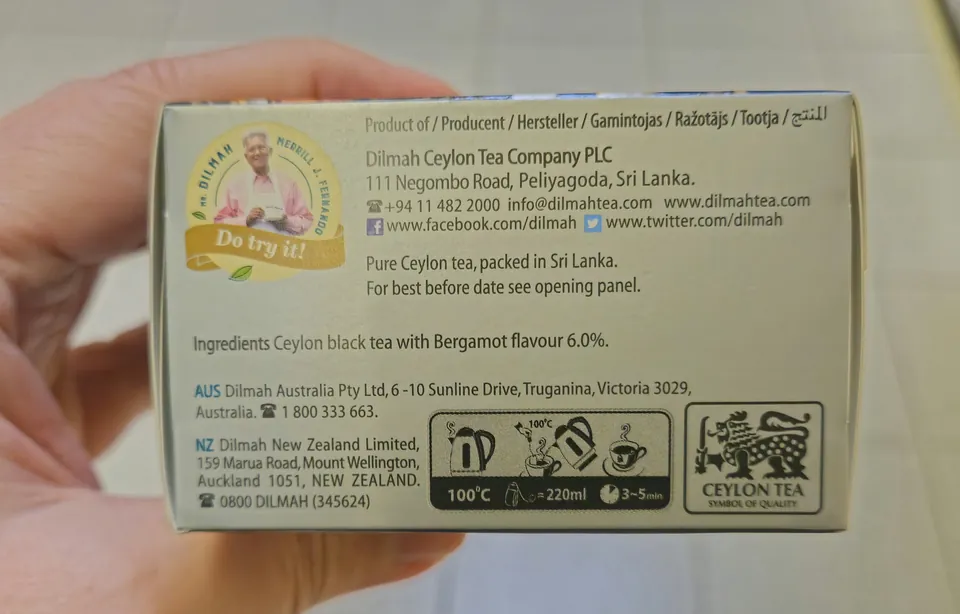 MR. DILMAH MERRILL J. FERNANDO
Do try it!
Product of / Producent / Hersteller / Gamintojas / Ražotājs / Tootja / المنتج
Dilmah Ceylon Tea Company PLC
111 Negombo Road, Peliyagoda, Sri Lanka.
☎+94 11 482 2000 info@dilmahtea.com www.dilmahtea.com
f www.facebook.com/dilmah www.twitter.com/dilmah
Pure Ceylon tea, packed in Sri Lanka.
For best before date see opening panel.
Ingredients Ceylon black tea with Bergamot flavour 6.0%.
AUS Dilmah Australia Pty Ltd, 6 -10 Sunline Drive, Truganina, Victoria 3029,
Australia. ☎ 1 800 333 663.
NZ Dilmah New Zealand Limited,
159 Marua Road, Mount Wellington,
Auckland 1051, NEW ZEALAND.
☎ 0800 DILMAH (345624)
100°C
100°C = 220ml 3~5min
CEYLON TEA
SYMBOL OF QUALITY